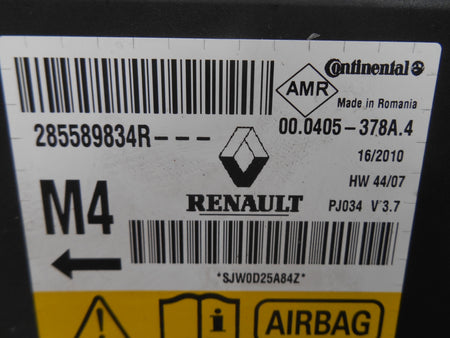 Continental
AMR
Made in Romania
285589834R---
00.0405-378A.4
16/2010
HW 44/07
M4
RENAULT
PJ034 V˜3.7
*SJW0D25A84Z*
AIRBAG